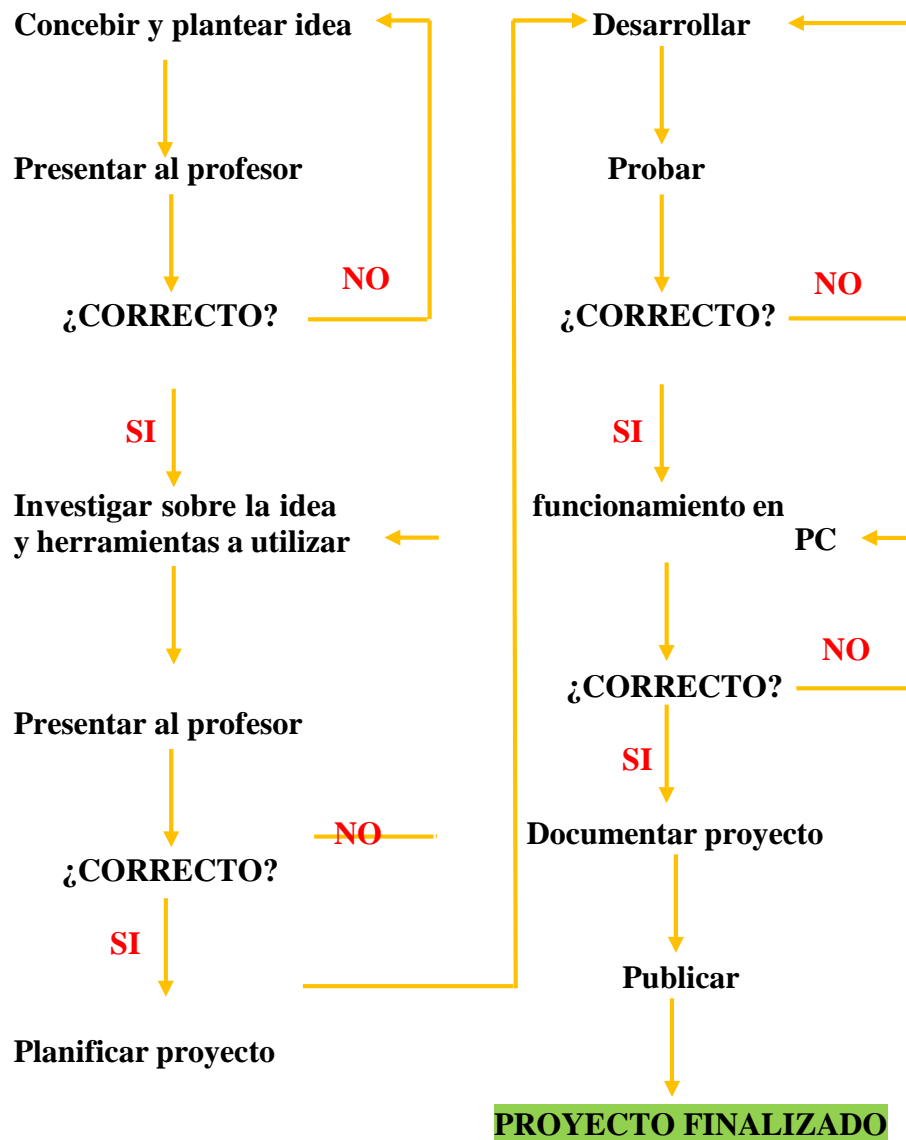 Concebir y plantear idea
Presentar al profesor
NO
¿CORRECTO?
SI
Investigar sobre la idea
y herramientas a utilizar
Presentar al profesor
NO
¿CORRECTO?
SI
Planificar proyecto
Desarrollar
Probar
NO
¿CORRECTO?
SI
funcionamiento en
PC
NO
¿CORRECTO?
SI
Documentar proyecto
Publicar
PROYECTO FINALIZADO